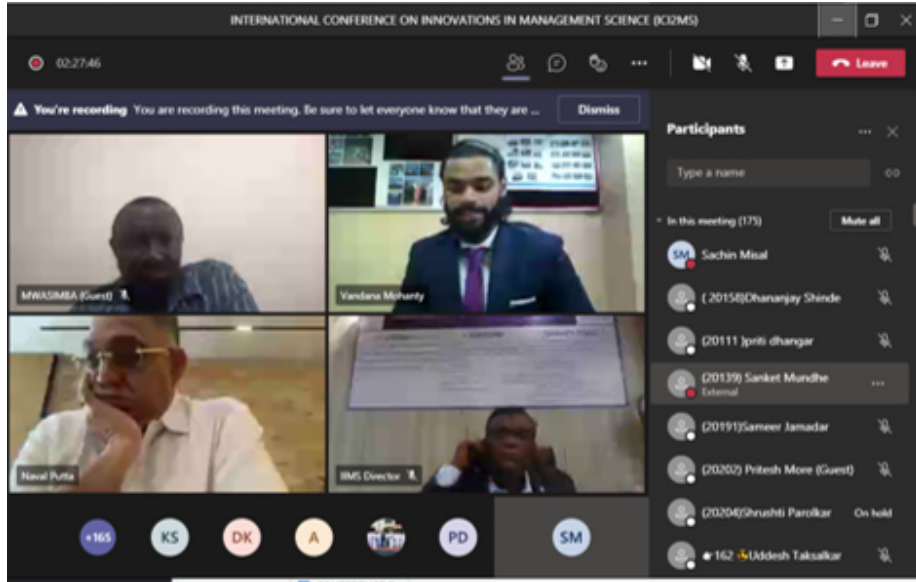 INTERNATIONAL CONFERENCE ON INNOVATIONS IN MANAGEMENT SCIENCE (ICI2MS)
02:27:46
Leave
You're recording You are recording this meeting. Be sure to let everyone know that they are ...
Dismiss
MWASIMBA (Guest)
Vandana Mohanty
Naval Putta
IIMS Director
+165
KS
DK
A
PD
SM
Participants
Type a name
In this meeting (175)
Mute all
SM Sachin Misal
( 20158)Dhananjay Shinde
(20111 )priti dhangar
(20139) Sanket Mundhe
External
(20191)Sameer Jamadar
(20202) Pritesh More (Guest)
(20204)Shrushti Parolkar On hold
162 Uddesh Taksalkar